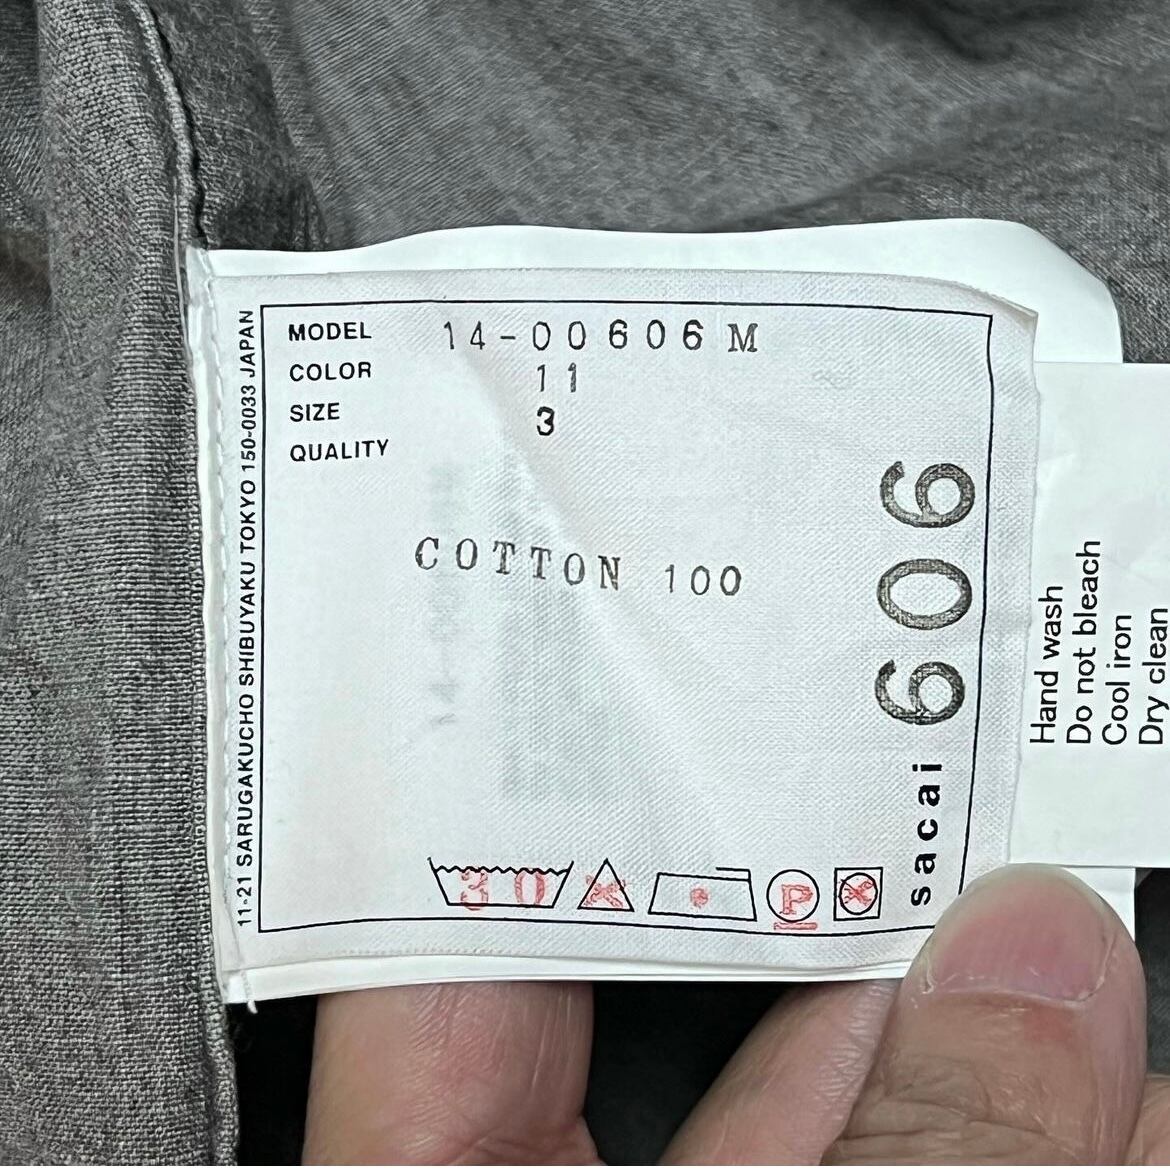 MODEL 14-00606M
COLOR 11
SIZE 3
QUALITY
COTTON 100
30
P
sacai 606
11-21 SARUGAKUCHO SHIBUYAKU TOKYO 150-0033 JAPAN
Hand wash
Do not bleach
Cool iron
Dry clean